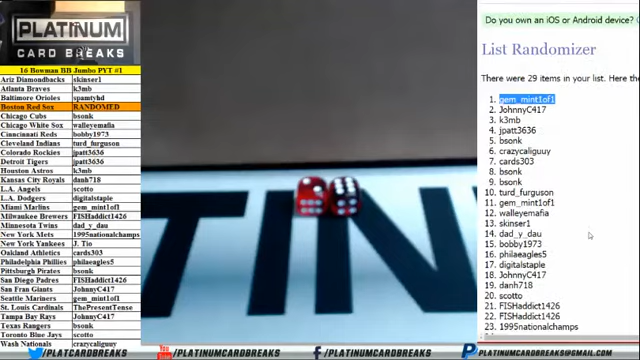 PLATINUM
CARD BREAKS
16 Bowman BB Jumbo PYT #1
Ariz Diamondbacks skinser1
Atlanta Braves k3mb
Baltimore Orioles spamtyhd
Boston Red Sox RANDOMED
Chicago Cubs bsonk
Chicago White Sox walleyemafia
Cincinnati Reds bobby1973
Cleveland Indians turd_furguson
Colorado Rockies jpatt3636
Detroit Tigers jpatt3636
Houston Astros k3mb
Kansas City Royals danh718
L.A. Angels scotto
L.A. Dodgers digitalstaple
Miami Marlins gem_mint1of1
Milwaukee Brewers FISHaddict1426
Minnesota Twins dad_y_dau
New York Mets 1995nationalchamps
New York Yankees J. Tio
Oakland Athletics cards303
Philadelphia Phillies philaeagles5
Pittsburgh Pirates bsonk
San Diego Padres FISHaddict1426
San Fran Giants JohnnyC417
Seattle Mariners gem_mint1of1
St. Louis Cardinals ThePresentTense
Tampa Bay Rays JohnnyC417
Texas Rangers bsonk
Toronto Blue Jays scotto
Wash Nationals crazycaliguy
TIN
Do you own an iOS or Android device?
List Randomizer
There were 29 items in your list. Here the
1. gem_mint1of1
2. JohnnyC417
3. k3mb
4. jpatt3636
5. bsonk
6. crazycaliguy
7. cards303
8. bsonk
9. bsonk
10. turd_furguson
11. gem_mint1of1
12. walleyemafia
13. skinser1
14. dad_y_dau
15. bobby1973
16. philaeagles5
17. digitalstaple
18. JohnnyC417
19. danh718
20. scotto
21. FISHaddict1426
22. FISHaddict1426
23. 1995nationalchamps
/PLATCARDBREAKS
/PLATINUMCARDBREAKS
PLATINUMCARDBREAKS@GMAIL.COM